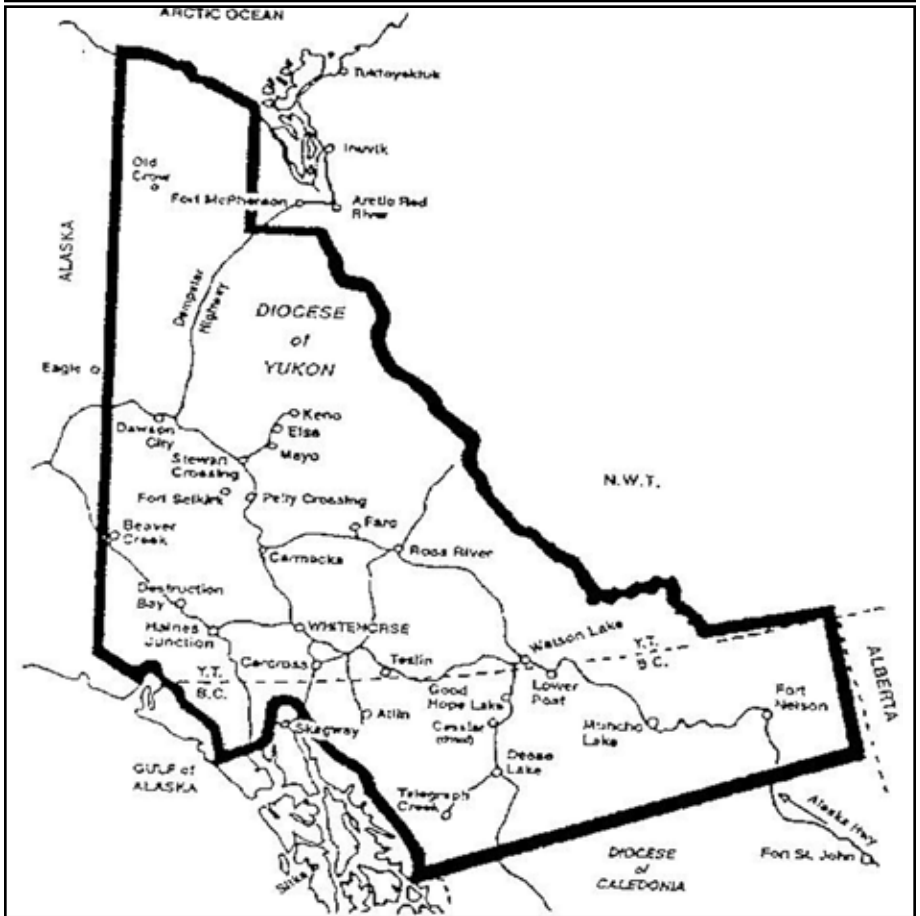 ARCTIC OCEAN
Tuktoyaktuk
Inuvik
Old
Crow
Fort McPherson
Arctic Red
River
ALASKA
Dempster
Highway
DIOCESE
of
YUKON
Eagle
Keno
Elsa
Mayo
Dawson
City
Stewart
Crossing
N.W.T.
Fort Selkirk
Pelly Crossing
Beaver
Creek
Faro
Carmacks
Ross River
Destruction
Bay
Haines
Junction
WHITEHORSE
Watson Lake
Y.T.
B.C.
ALBERTA
Carcross
Teslin
Y.T.
B.C.
Good
Hope Lake
Lower
Post
Fort
Nelson
Atlin
Cassiar
(closed)
Muncho
Lake
Skagway
Dease
Lake
GULF of
ALASKA
Telegraph
Creek
Alaska Hwy
Sitka
DIOCESE
of
CALEDONIA
Fort St. John